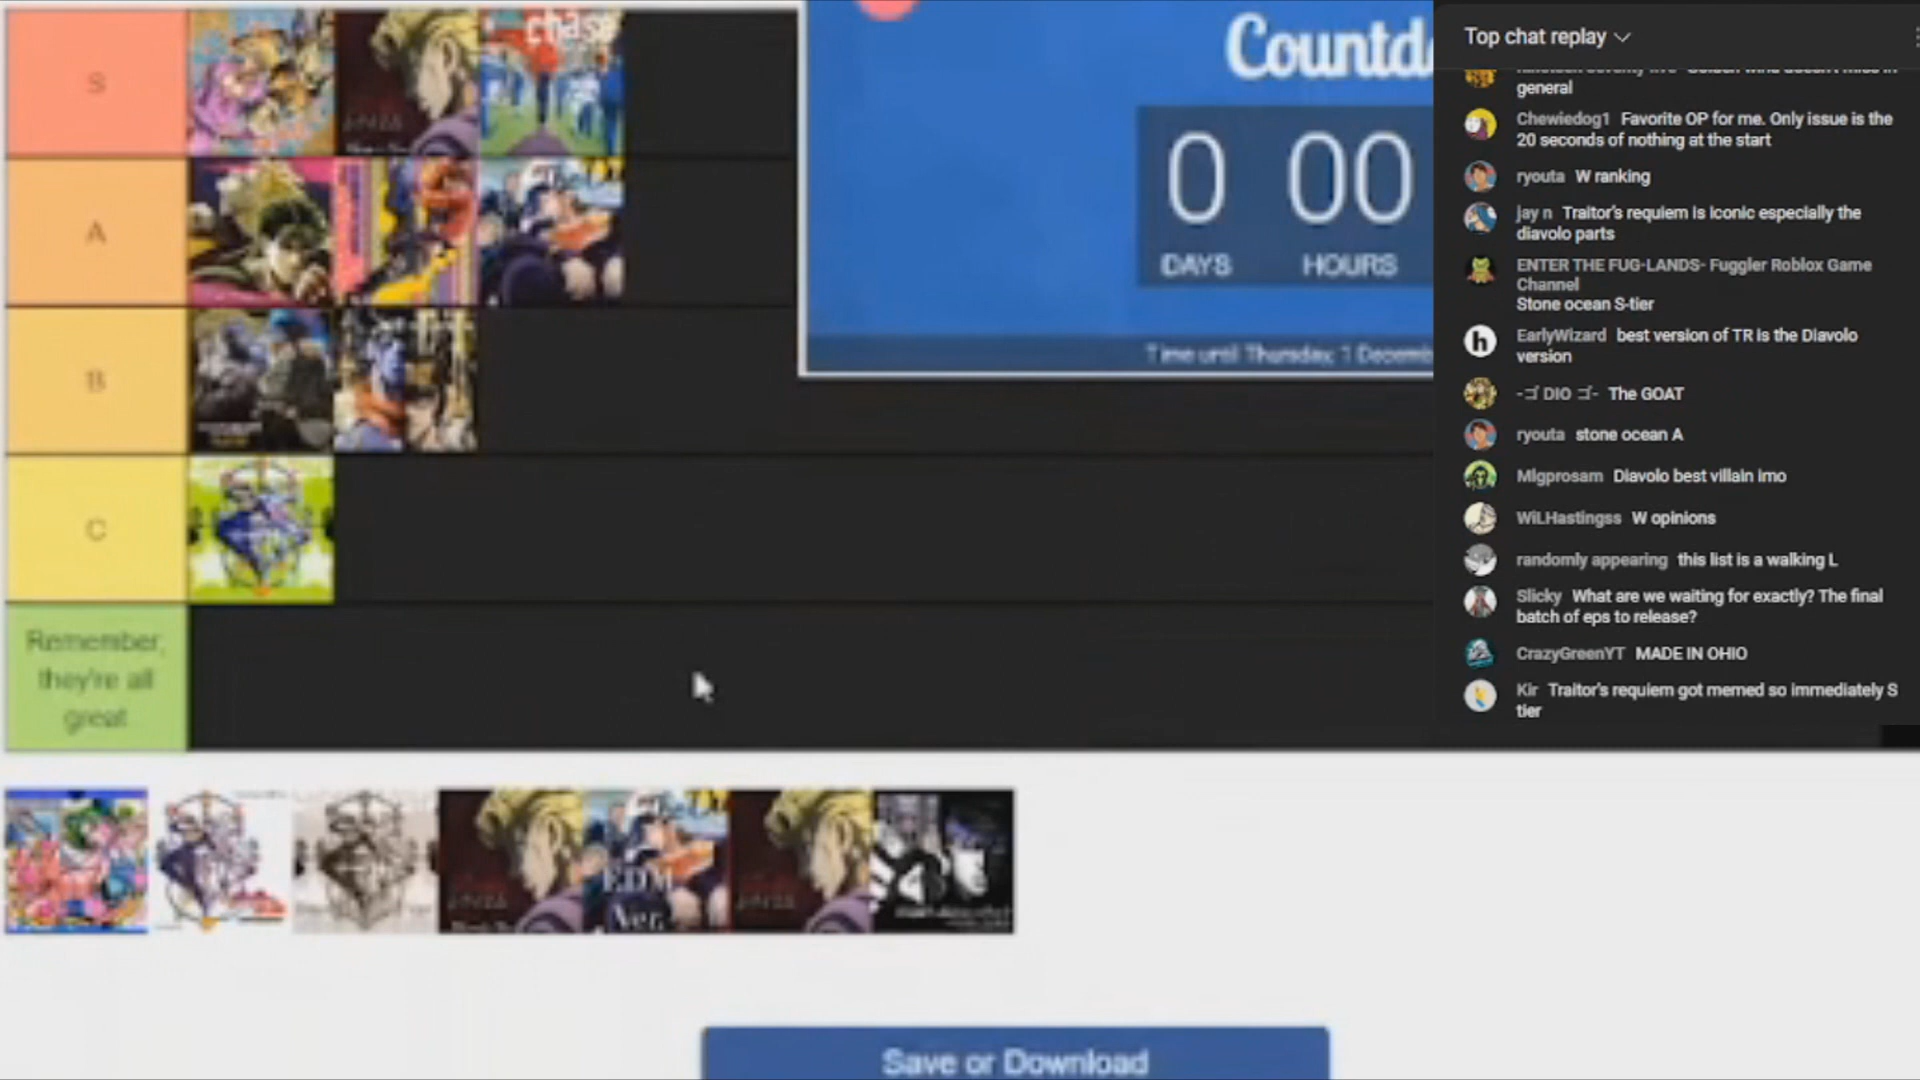 S
chase
A
B
C
Remember,
they're all
great
Countd
0 00
DAYS HOURS
Time until Thursday, 1 Decemb
EDM
Ver.
Save or Download
Top chat replay
general
Chewiedog1 Favorite OP for me. Only issue is the
20 seconds of nothing at the start
ryouta W ranking
jay n Traitor's requiem is iconic especially the
diavolo parts
ENTER THE FUG-LANDS- Fuggler Roblox Game
Channel
Stone ocean S-tier
EarlyWizard best version of TR is the Diavolo
version
-ゴ DIO ゴ- The GOAT
ryouta stone ocean A
Migprosam Diavolo best villain imo
WiLHastingss W opinions
randomly appearing this list is a walking L
Slicky What are we waiting for exactly? The final
batch of eps to release?
CrazyGreenYT MADE IN OHIO
Kir Traitor's requiem got memed so immediately S
tier